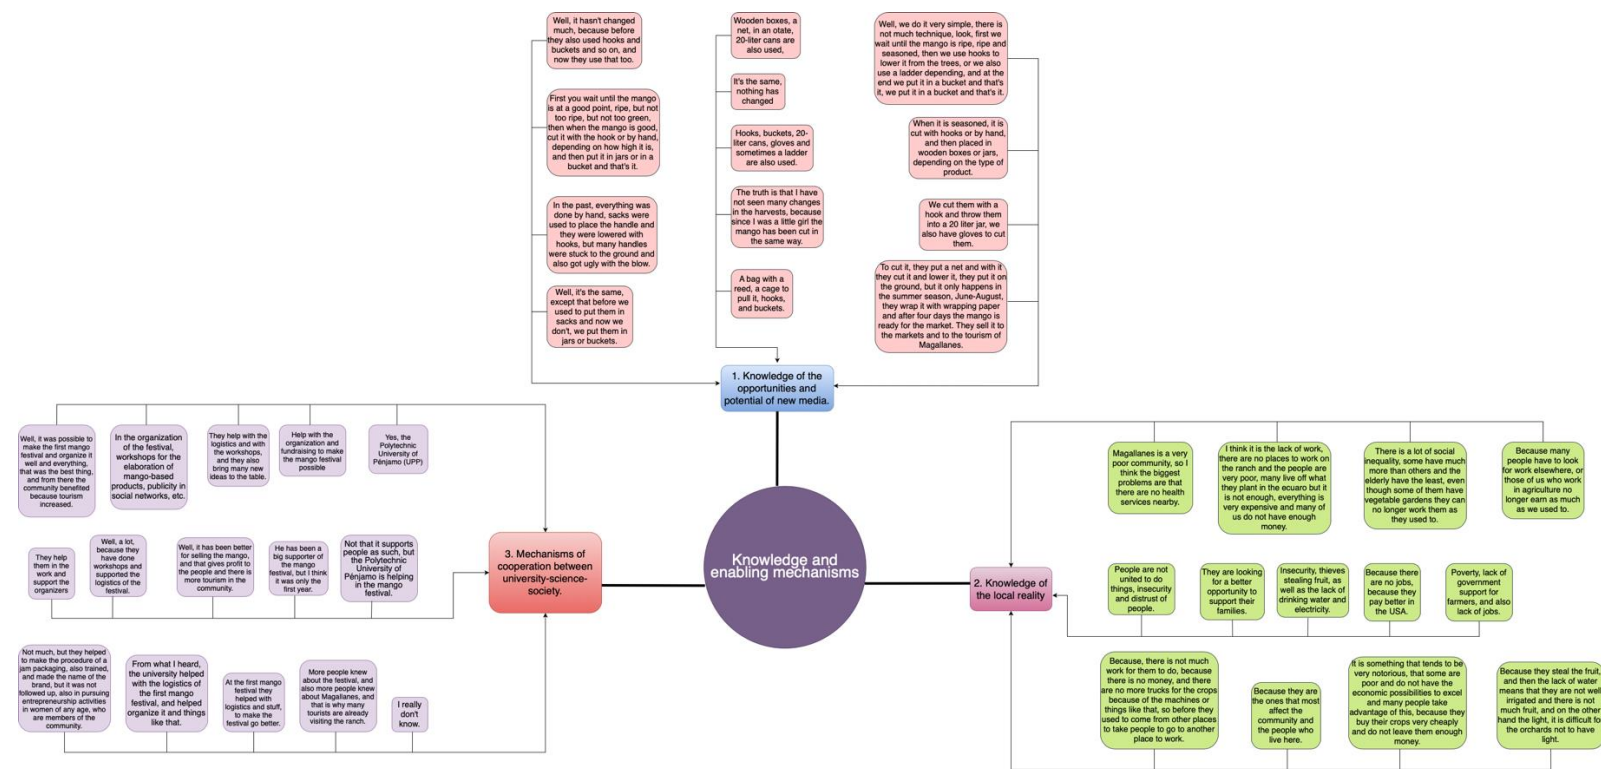 Well, it hasn't changed
much, because before
they also used hooks and
buckets and so on, and
now they use that too.
First you wait until the mango
is at a good point, ripe, but not
too ripe, but not too green,
then when the mango is good,
cut it with the hook or by hand,
depending on how high it is,
and then put it in jars or in a
bucket and that's it.
In the past, everything was
done by hand, sacks were
used to place the handle and
they were lowered with
hooks, but many handles
were stuck to the ground and
also got ugly with the blow.
Well, it's the same,
except that before we
used to put them in
sacks and now we
don't, we put them in
jars or buckets.
Wooden boxes, a
net, in an otate,
20-liter cans are
also used,
It's the same,
nothing has
changed
Hooks, buckets, 20-
liter cans, gloves and
sometimes a ladder
are also used.
The truth is that I have
not seen many changes
in the harvests, because
since I was a little girl the
mango has been cut in
the same way.
A bag with a
reed, a cage to
pull it, hooks,
and buckets.
Well, we do it very simple, there is
not much technique, look, first we
wait until the mango is ripe, ripe and
seasoned, then we use hooks to
lower it from the trees, or we also
use a ladder depending, and at the
end we put it in a bucket and that's
it, we put it in a bucket and that's it.
When it is seasoned, it is
cut with hooks or by hand,
and then placed in
wooden boxes or jars,
depending on the type of
product.
We cut them with a
hook and throw them
into a 20 liter jar, we
also have gloves to cut
them.
To cut it, they put a net and with it
they cut it and lower it, they put it on
the ground, but it only happens in
the summer season, June-August,
they wrap it with wrapping paper
and after four days the mango is
ready for the market. They sell it to
the markets and to the tourism of
Magallanes.
1. Knowledge of the
opportunities and
potential of new media.
Well, it was possible to
make the first mango
festival and organize it
well and everything,
that was the best thing,
and from there the
community benefited
because tourism
increased.
In the organization
of the festival,
workshops for the
elaboration of
mango-based
products, publicity in
social networks, etc.
They help with the
logistics and with the
workshops, and they
also bring many new
ideas to the table.
Help with the
organization and
fundraising to make
the mango festival
possible
Yes, the
Polytechnic
University of
Pénjamo (UPP)
They help
them in the
work and
support the
organizers
Well, a lot,
because they
have done
workshops and
supported the
logistics of the
festival.
Well, it has been better
for selling the mango,
and that gives profit to
the people and there is
more tourism in the
community.
He has been a
big supporter of
the mango
festival, but I think
it was only the
first year.
Not that it supports
people as such, but
the Polytechnic
University of
Pénjamo is helping
in the mango
festival.
Not much, but they helped
to make the procedure of a
jam packaging, also trained,
and made the name of the
brand, but it was not
followed up, also in pursuing
entrepreneurship activities
in women of any age, who
are members of the
community.
From what I heard,
the university helped
with the logistics of
the first mango
festival, and helped
organize it and things
like that.
At the first mango
festival they
helped with
logistics and stuff,
to make the
festival go better.
More people knew
about the festival, and
also more people knew
about Magallanes, and
that is why many
tourists are already
visiting the ranch.
I really
don't
know.
3. Mechanisms of
cooperation between
university-science-
society.
Knowledge and
enabling mechanisms
2. Knowledge of
the local reality
Magallanes is a very
poor community, so I
think the biggest
problems are that
there are no health
services nearby.
I think it is the lack of work,
there are no places to work on
the ranch and the people are
very poor, many live off what
they plant in the ecuaro but it
is not enough, everything is
very expensive and many of
us do not have enough
money.
There is a lot of social
inequality, some have much
more than others and the
elderly have the least, even
though some of them have
vegetable gardens they can
no longer work them as
they used to.
Because many
people have to look
for work elsewhere, or
those of us who work
in agriculture no
longer earn as much
as we used to.
People are not
united to do
things, insecurity
and distrust of
people.
They are looking
for a better
opportunity to
support their
families.
Insecurity, thieves
stealing fruit, as
well as the lack of
drinking water and
electricity.
Because there
are no jobs,
because they
pay better in
the USA.
Poverty, lack of
government
support for
farmers, and also
lack of jobs.
Because, there is not much
work for them to do, because
there is no money, and there
are no more trucks for the crops
because of the machines or
things like that, so before they
used to come from other places
to take people to go to another
place to work.
Because they are
the ones that most
affect the
community and
the people who
live here.
It is something that tends to be
very notorious, that some are
poor and do not have the
economic possibilities to excel
and many people take
advantage of this, because they
buy their crops very cheaply
and do not leave them enough
money.
Because they steal the fruit,
and then the lack of water
means that they are not well
irrigated and there is not
much fruit, and on the other
hand the light, it is difficult for
the orchards not to have
light.